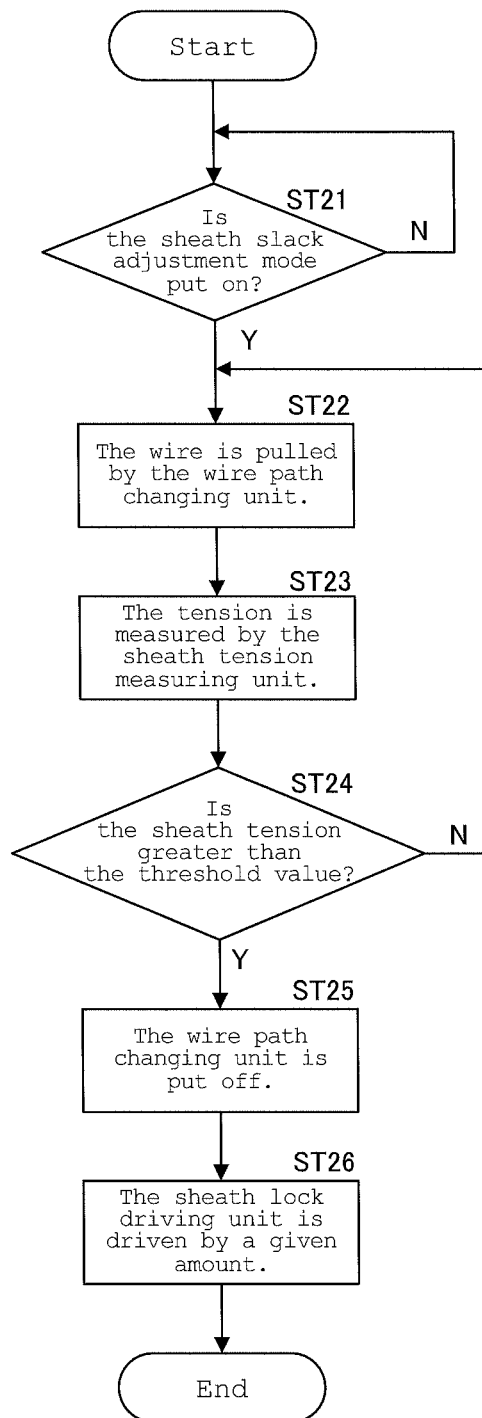 Start
ST21
Is
the sheath slack
adjustment mode
put on?
N
Y
ST22
The wire is pulled
by the wire path
changing unit.
ST23
The tension is
measured by the
sheath tension
measuring unit.
ST24
Is
the sheath tension
greater than
the threshold value?
N
Y
ST25
The wire path
changing unit is
put off.
ST26
The sheath lock
driving unit is
driven by a given
amount.
End